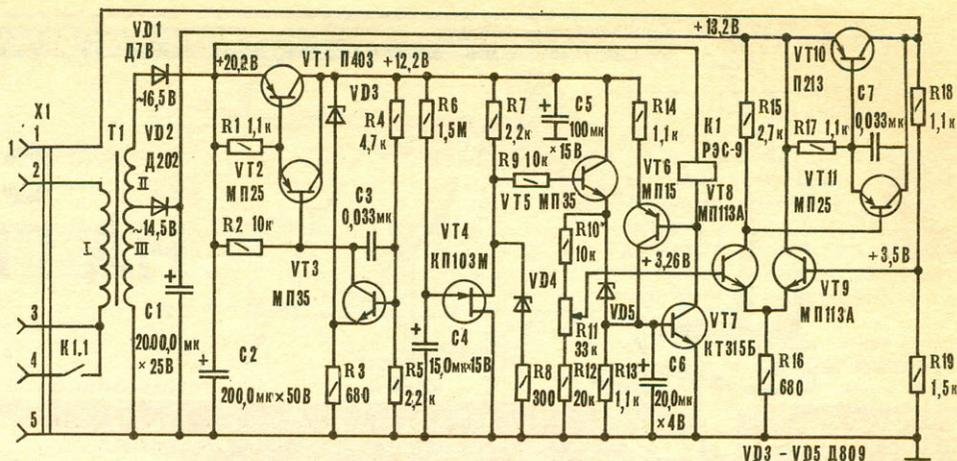 VD1
Д7В
+20,2В
VT1 П403
+12,2В
+13,2В
VT10
П213
C7
0,033мк
R18
1,1к
X1
1
1
2
3
4
5
T1
~16,5В
VD2
Д202
II
~14,5В
III
I
R1 1,1к
VT2
МП25
R2 10к
VD3
R4
4,7к
C3
0,033мк
R6
1,5М
R7
2,2к
R9 10к
C5
100мк
×15В
VT5 МП35
R14
1,1к
VT6
МП15
K1
РЭС-9
VT8
МП113А
R15
2,7к
R17 1,1к
VT11
МП25
VT3
МП35
VT4
КП103М
VD4
R10*
10к
+3,26В
+3,5В
VT9
МП113А
C1
2000,0мк
×25В
K1.1
C2
200,0мк×50В
R3
680
R5
2,2к
C4
15,0мк×15В
R8
300
R11
33к
R12
20к
VD5
R13
1,1к
C6
20,0мк
×4В
VT7
КТ315Б
R16
680
R19
1,5к
VD3 – VD5 Д809